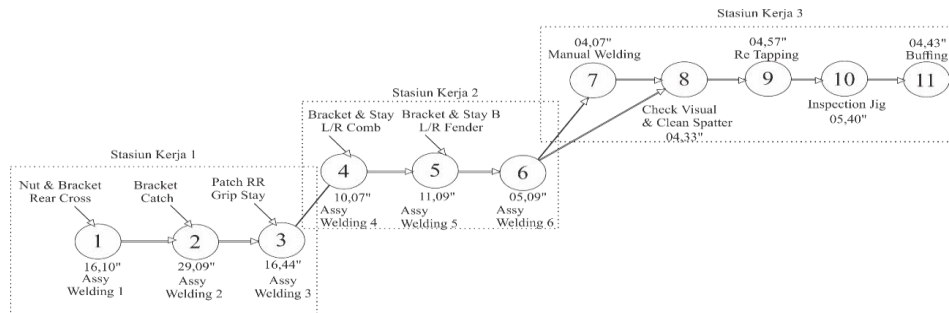 Stasiun Kerja 1
Nut & Bracket
Rear Cross
Bracket
Catch
Patch RR
Grip Stay
1
2
3
16,10"
Assy
Welding 1
29,09"
Assy
Welding 2
16,44"
Assy
Welding 3
Stasiun Kerja 2
Bracket & Stay
L/R Comb
Bracket & Stay B
L/R Fender
4
5
6
10,07"
Assy
Welding 4
11,09"
Assy
Welding 5
05,09"
Assy
Welding 6
Stasiun Kerja 3
04,07"
Manual Welding
7
8
Check Visual
& Clean Spatter
04,33"
04,57"
Re Tapping
9
10
Inspection Jig
05,40"
04,43"
Buffing
11